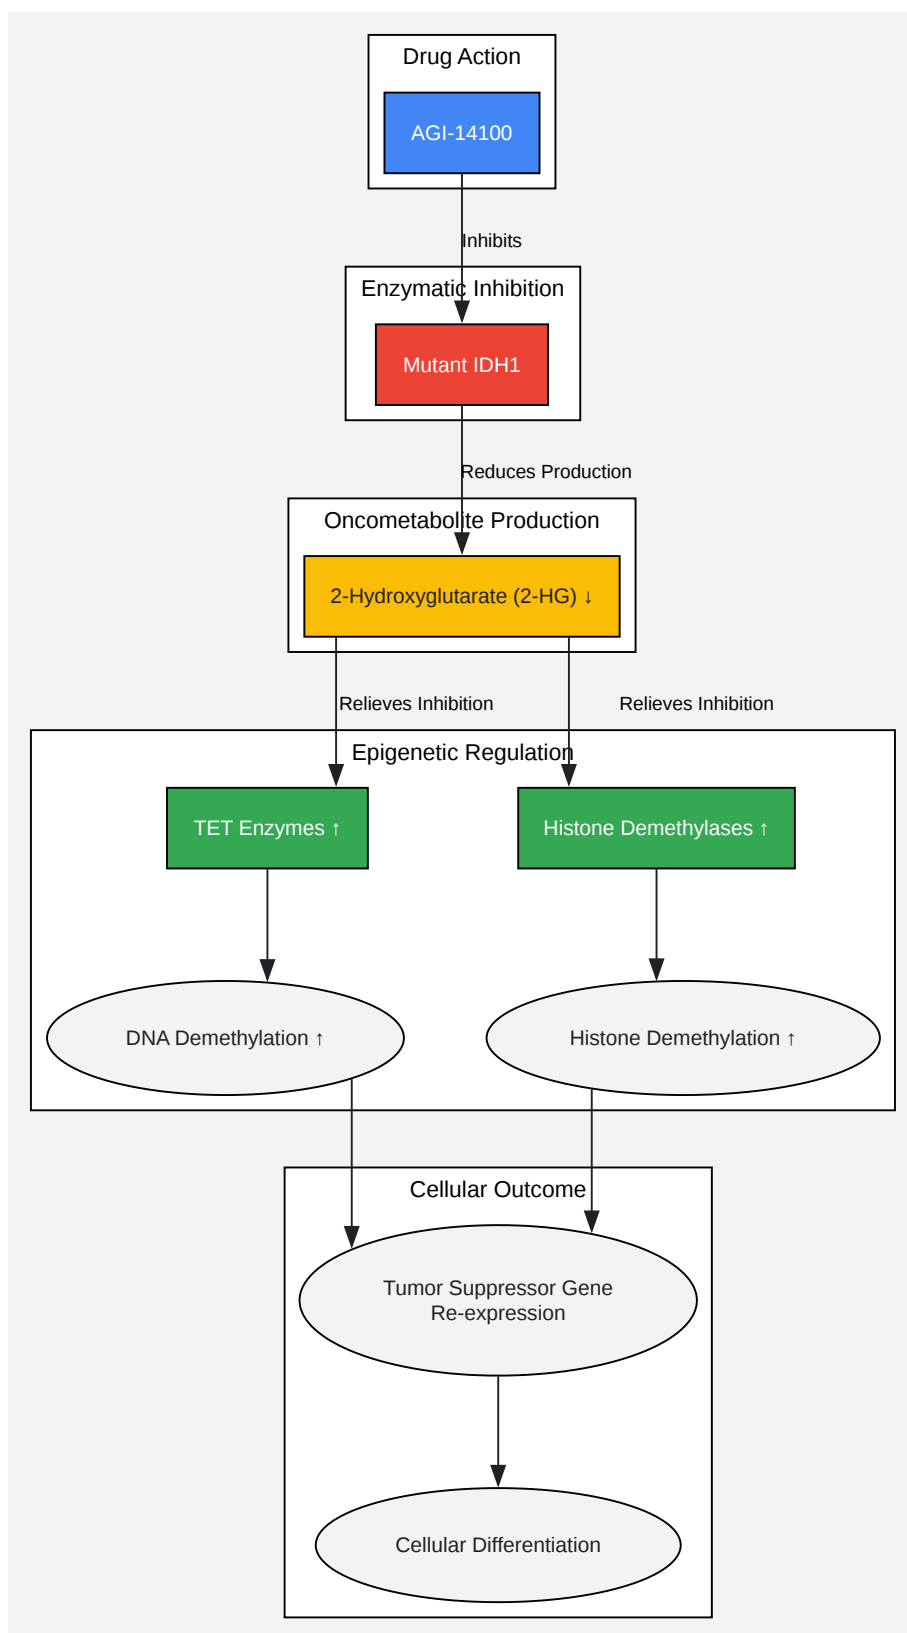 Drug Action
AGI-14100
Inhibits
Enzymatic Inhibition
Mutant IDH1
Reduces Production
Oncometabolite Production
2-Hydroxyglutarate (2-HG) ↓
Relieves Inhibition
Relieves Inhibition
Epigenetic Regulation
TET Enzymes ↑
Histone Demethylases ↑
DNA Demethylation ↑
Histone Demethylation ↑
Cellular Outcome
Tumor Suppressor Gene
Re-expression
Cellular Differentiation